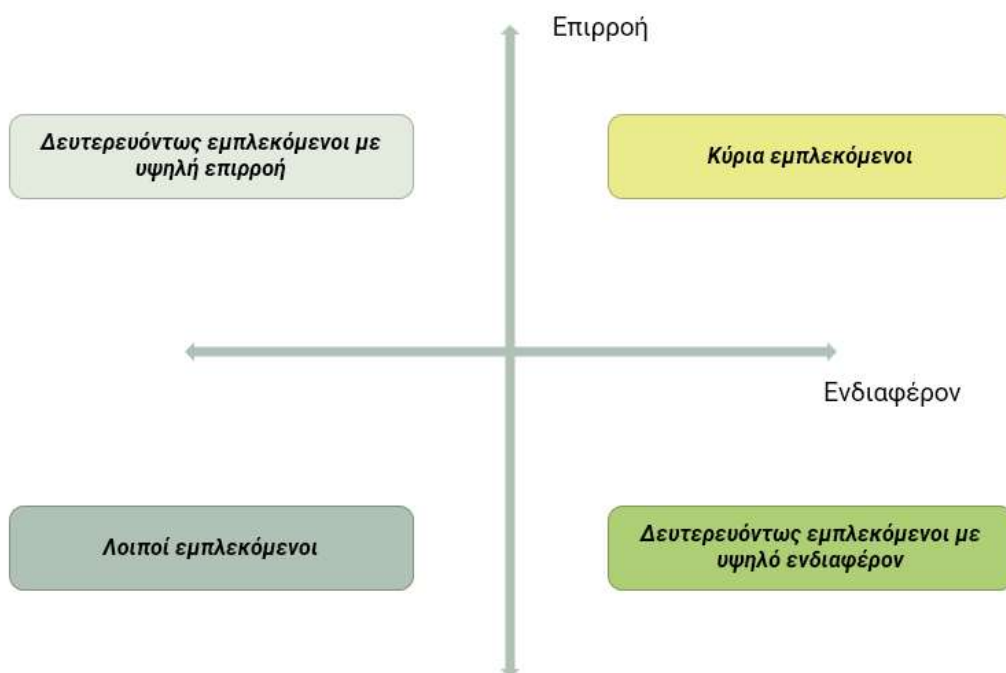 Επιρροή
Δευτερευόντως εμπλεκόμενοι με
υψηλή επιρροή
Κύρια εμπλεκόμενοι
Ενδιαφέρον
Λοιποί εμπλεκόμενοι
Δευτερευόντως εμπλεκόμενοι με
υψηλό ενδιαφέρον